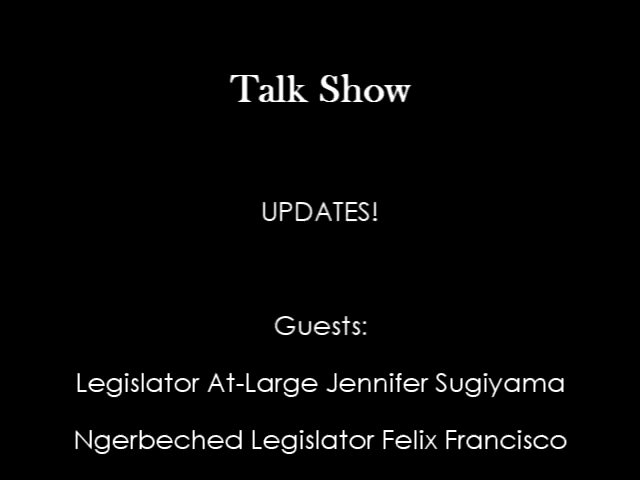 Talk Show
UPDATES!
Guests:
Legislator At-Large Jennifer Sugiyama
Ngerbeched Legislator Felix Francisco